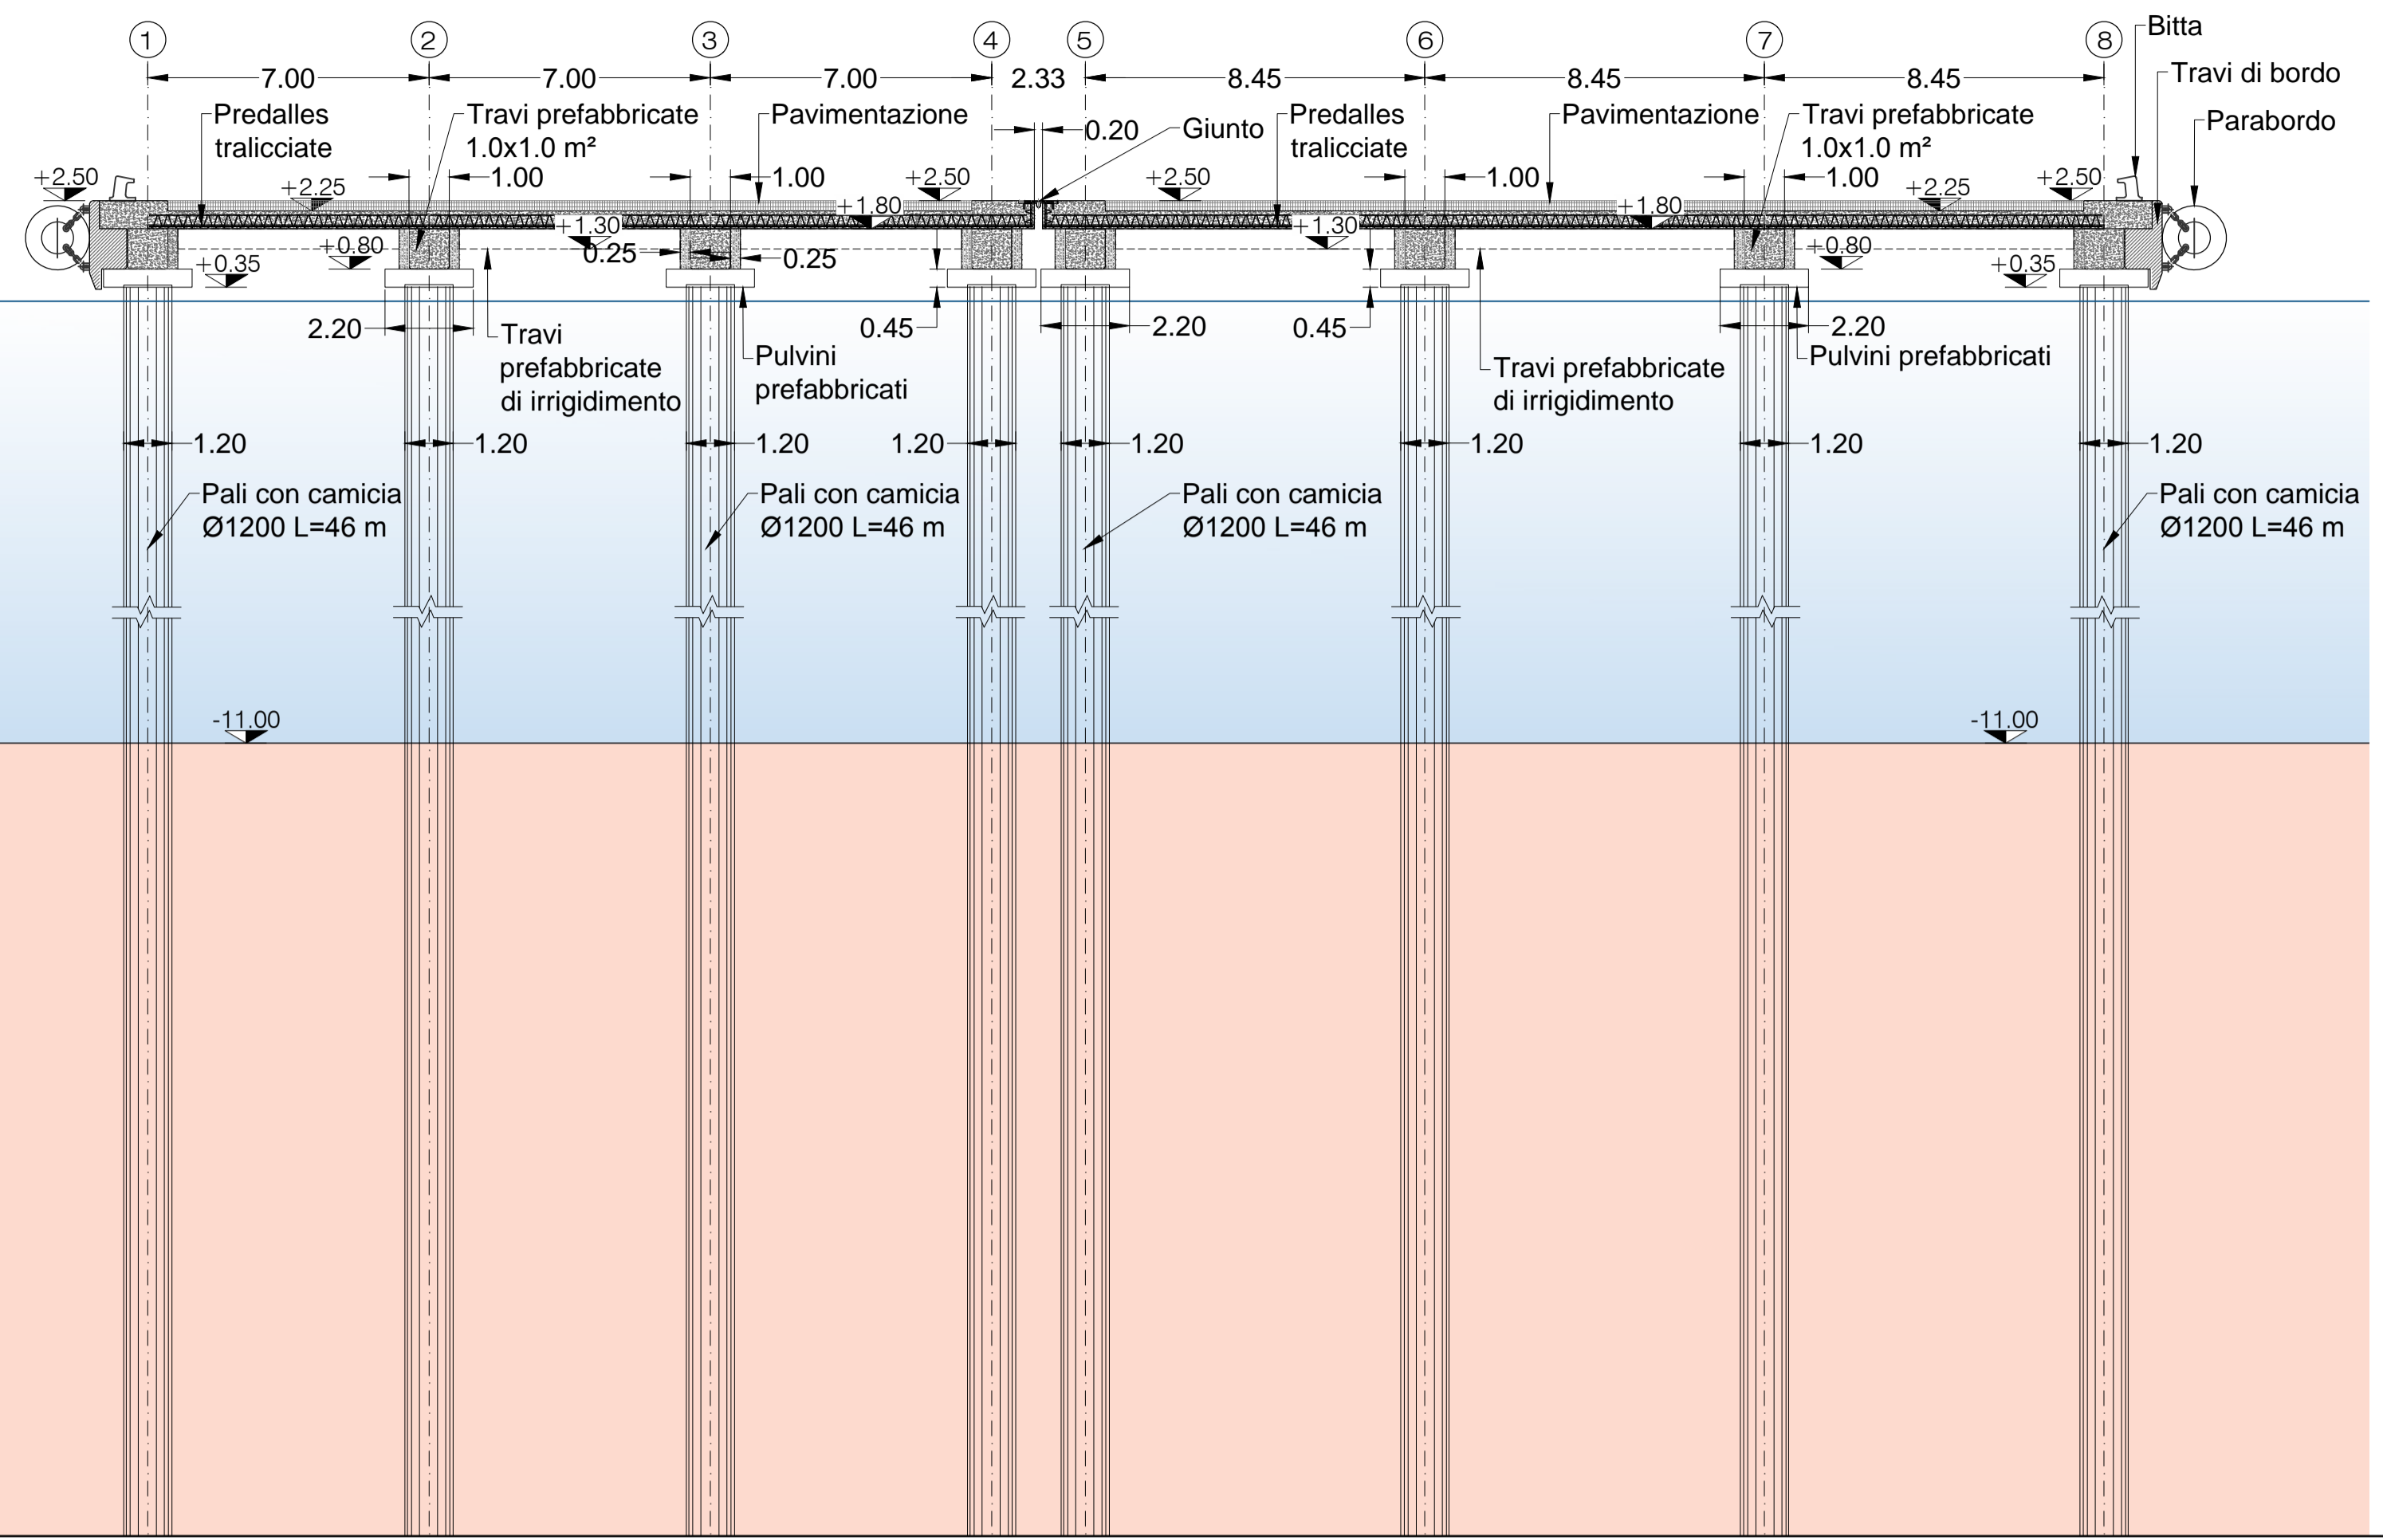 1 2 3 4 5 6 7 8
Bitta
7.00 7.00 7.00 2.33 8.45 8.45 8.45
Travi di bordo
Predalles
tralicciate
Travi prefabbricate
1.0x1.0 m²
Pavimentazione
0.20
Giunto
Predalles
tralicciate
Pavimentazione
Travi prefabbricate
1.0x1.0 m²
Parabordo
+2.50
+2.25
1.00
1.00
+2.50
+2.50
1.00
1.00
+2.25
+2.50
+1.80
+1.80
+1.30
+1.30
+0.80
0.25
0.25
+0.80
+0.35
+0.35
2.20
0.45
2.20
0.45
2.20
Travi
prefabbricate
di irrigidimento
Pulvini
prefabbricati
Travi prefabbricate
di irrigidimento
Pulvini prefabbricati
1.20 1.20 1.20 1.20 1.20 1.20 1.20 1.20
Pali con camicia
Ø1200 L=46 m
Pali con camicia
Ø1200 L=46 m
Pali con camicia
Ø1200 L=46 m
Pali con camicia
Ø1200 L=46 m
-11.00
-11.00